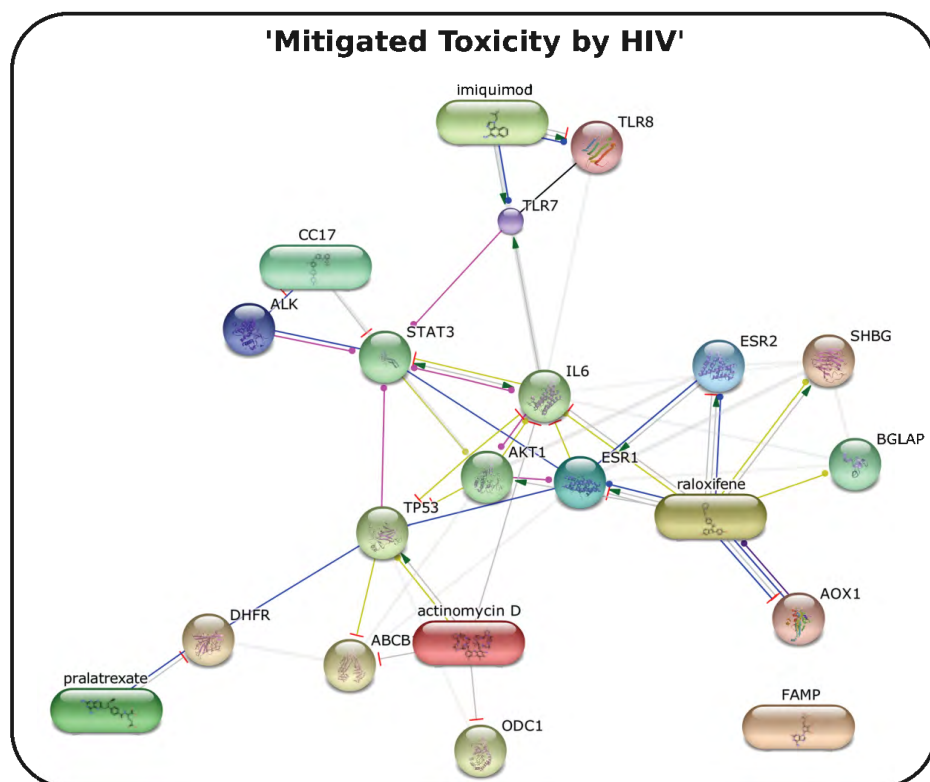 'Mitigated Toxicity by HIV'
imiquimod
TLR8
TLR7
CC17
ALK
STAT3
ESR2
SHBG
IL6
BGLAP
AKT1
ESR1
raloxifene
TP53
AOX1
actinomycin D
DHFR
ABCB
pralatrexate
FAMP
ODC1